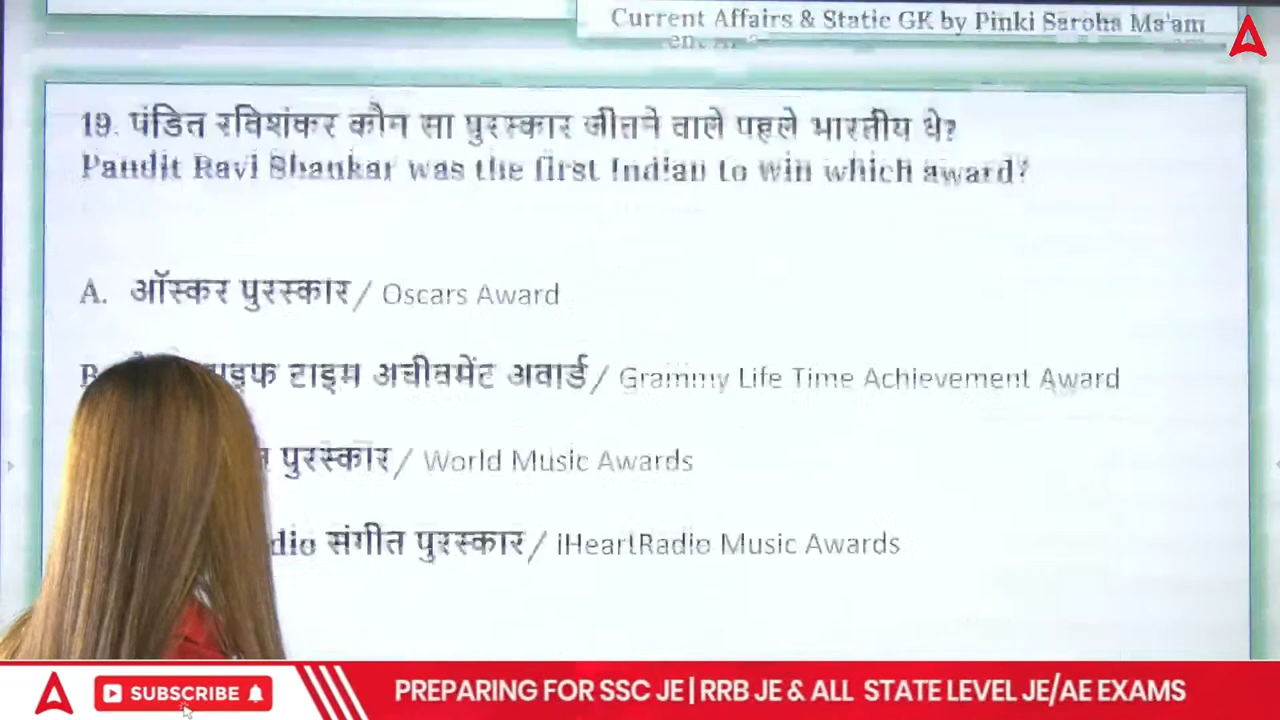 Current Affairs & Static GK by Pinki Saroha Ma'am
19. पंडित रविशंकर कौन सा पुरस्कार जीतने वाले पहले भारतीय थे?
Pandit Ravi Shankar was the first Indian to win which award?
A. ऑस्कर पुरस्कार/ Oscars Award
B. टाइम अचीवमेंट अवार्ड/ Grammy Life Time Achievement Award
पुरस्कार/ World Music Awards
dio संगीत पुरस्कार/ iHeartRadio Music Awards
SUBSCRIBE
PREPARING FOR SSC JE | RRB JE & ALL STATE LEVEL JE/AE EXAMS